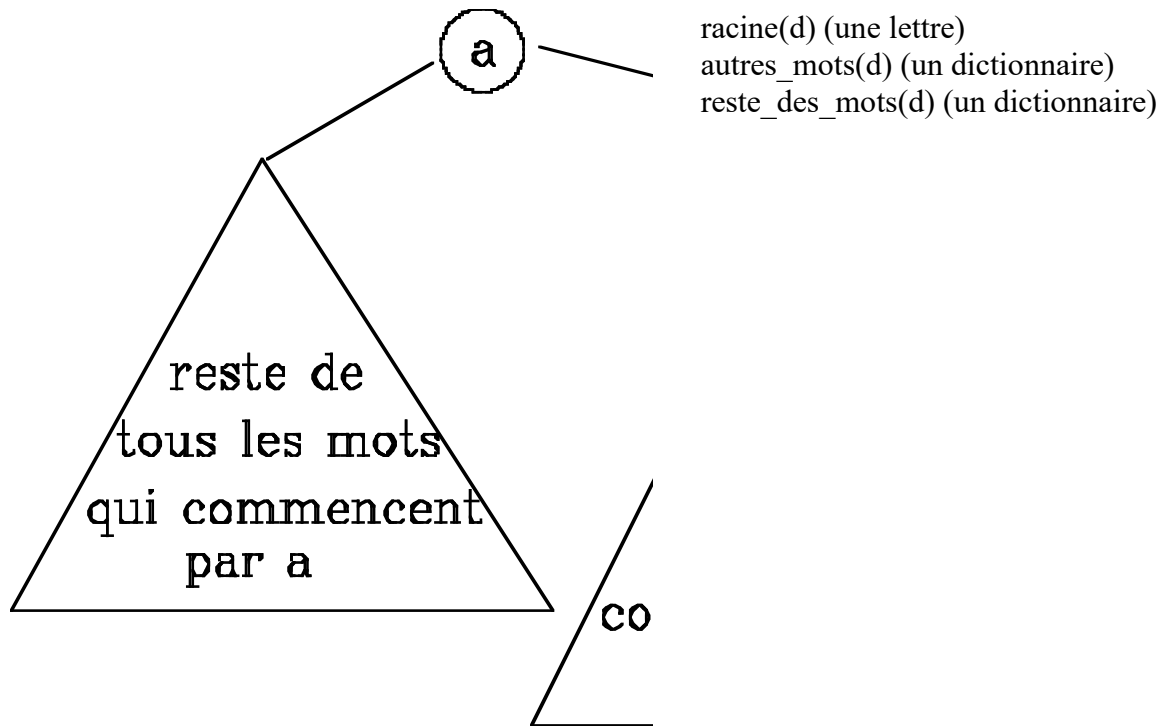 a
racine(d) (une lettre)
autres_mots(d) (un dictionnaire)
reste_des_mots(d) (un dictionnaire)
reste de
tous les mots
qui commencent
par a
co